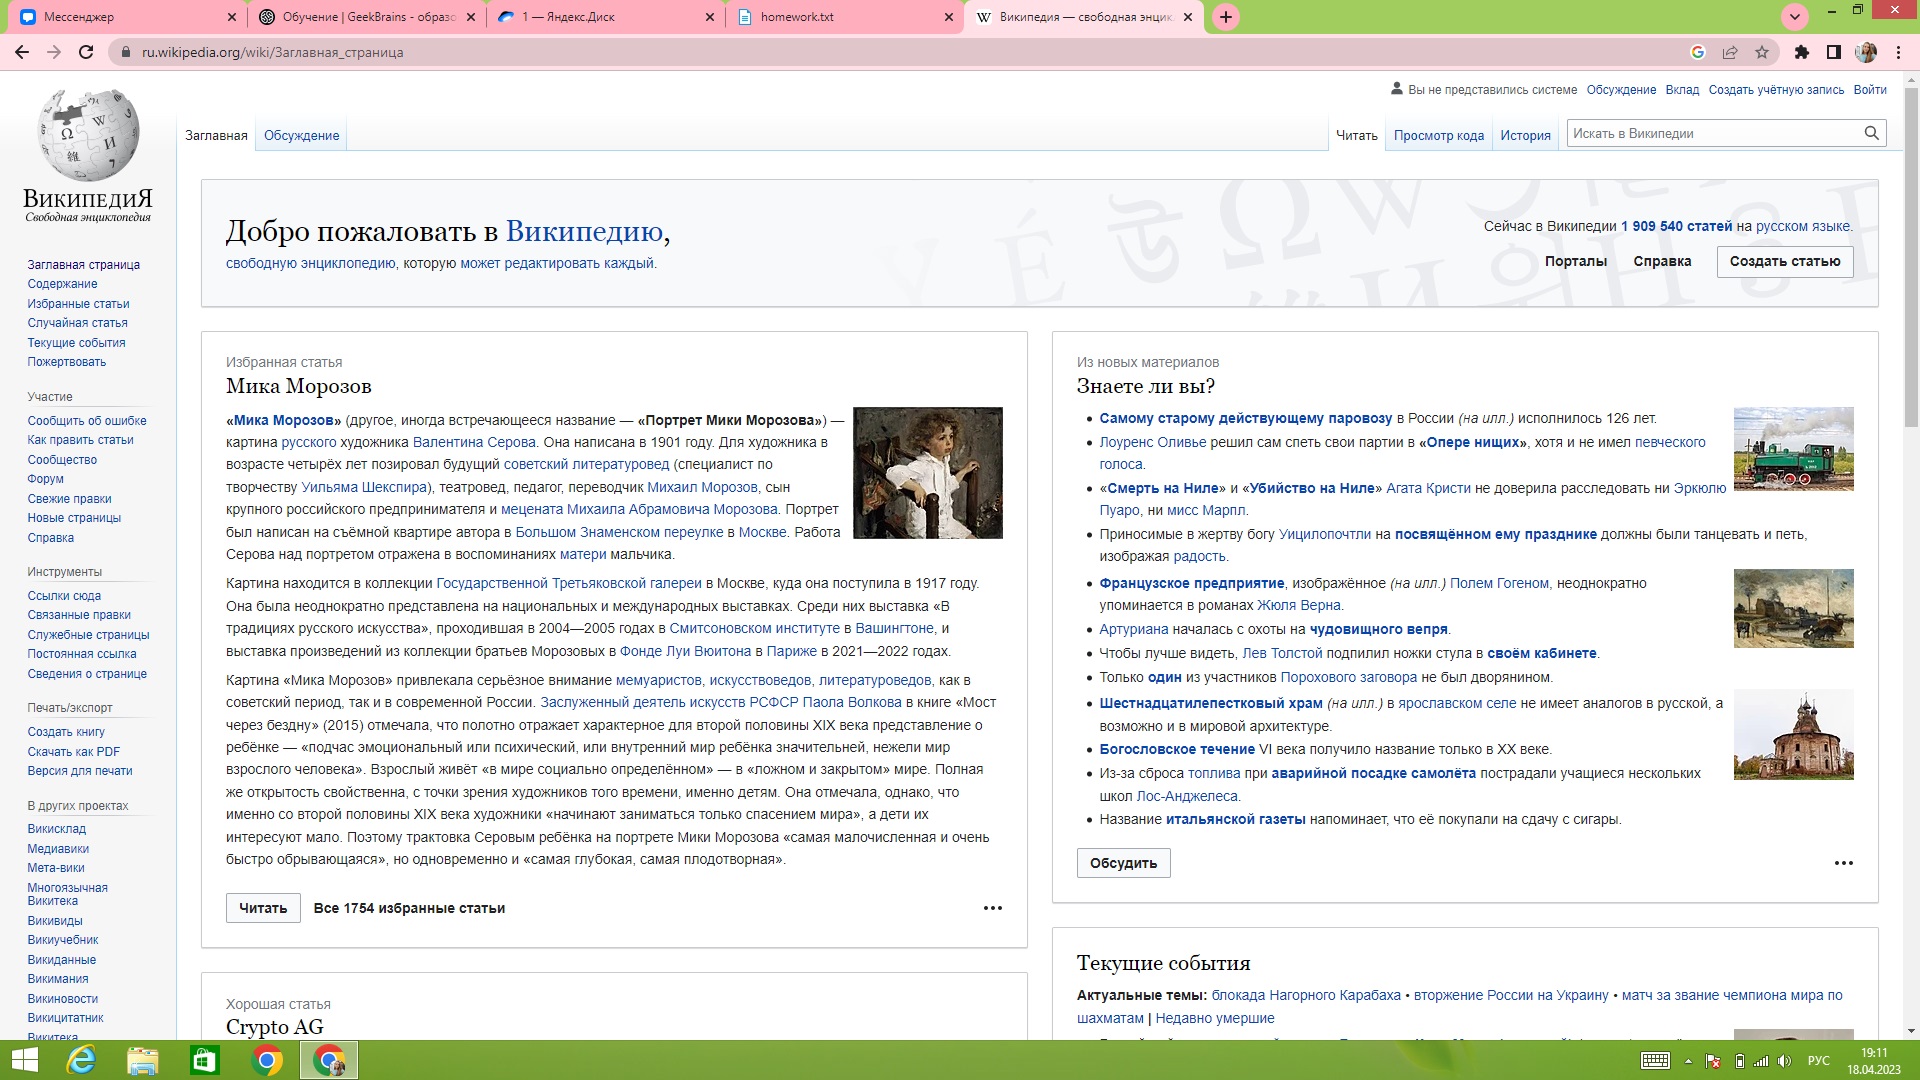 Мессенджер
Обучение | GeekBrains - образо
1 — Яндекс.Диск
homework.txt
Википедия — свободная энцик
ru.wikipedia.org/wiki/Заглавная_страница
ВикипедиЯ
Свободная энциклопедия
Вы не представились системе Обсуждение Вклад Создать учётную запись Войти
Заглавная Обсуждение
Читать Просмотр кода История Искать в Википедии
Заглавная страница
Содержание
Избранные статьи
Случайная статья
Текущие события
Пожертвовать
Участие
Сообщить об ошибке
Как править статьи
Сообщество
Форум
Свежие правки
Новые страницы
Справка
Инструменты
Ссылки сюда
Связанные правки
Служебные страницы
Постоянная ссылка
Сведения о странице
Печать/экспорт
Создать книгу
Скачать как PDF
Версия для печати
В других проектах
Викисклад
Медиавики
Мета-вики
Многоязычная
Викитека
Викивиды
Викиучебник
Викиданные
Викимания
Викиновости
Викицитатник
Викитека
Добро пожаловать в Википедию,
свободную энциклопедию, которую может редактировать каждый.
Сейчас в Википедии 1 909 540 статей на русском языке.
Порталы Справка Создать статью
Избранная статья
Мика Морозов
«Мика Морозов» (другое, иногда встречающееся название — «Портрет Мики Морозова») —
картина русского художника Валентина Серова. Она написана в 1901 году. Для художника в
возрасте четырёх лет позировал будущий советский литературовед (специалист по
творчеству Уильяма Шекспира), театровед, педагог, переводчик Михаил Морозов, сын
крупного российского предпринимателя и мецената Михаила Абрамовича Морозова. Портрет
был написан на съёмной квартире автора в Большом Знаменском переулке в Москве. Работа
Серова над портретом отражена в воспоминаниях матери мальчика.
Картина находится в коллекции Государственной Третьяковской галереи в Москве, куда она поступила в 1917 году.
Она была неоднократно представлена на национальных и международных выставках. Среди них выставка «В
традициях русского искусства», проходившая в 2004—2005 годах в Смитсоновском институте в Вашингтоне, и
выставка произведений из коллекции братьев Морозовых в Фонде Луи Вюитона в Париже в 2021—2022 годах.
Картина «Мика Морозов» привлекала серьёзное внимание мемуаристов, искусствоведов, литературоведов, как в
советский период, так и в современной России. Заслуженный деятель искусств РСФСР Паола Волкова в книге «Мост
через бездну» (2015) отмечала, что полотно отражает характерное для второй половины XIX века представление о
ребёнке — «подчас эмоциональный или психический, или внутренний мир ребёнка значительней, нежели мир
взрослого человека». Взрослый живёт «в мире социально определённом» — в «ложном и закрытом» мире. Полная
же открытость свойственна, с точки зрения художников того времени, именно детям. Она отмечала, однако, что
именно со второй половины XIX века художники «начинают заниматься только спасением мира», а дети их
интересуют мало. Поэтому трактовка Серовым ребёнка на портрете Мики Морозова «самая малочисленная и очень
быстро обрывающаяся», но одновременно и «самая глубокая, самая плодотворная».
Читать Все 1754 избранные статьи
Хорошая статья
Crypto AG
Из новых материалов
Знаете ли вы?
Самому старому действующему паровозу в России (на илл.) исполнилось 126 лет.
Лоуренс Оливье решил сам спеть свои партии в «Опере нищих», хотя и не имел певческого
голоса.
«Смерть на Ниле» и «Убийство на Ниле» Агата Кристи не доверила расследовать ни Эркюлю
Пуаро, ни мисс Марпл.
Приносимые в жертву богу Уицилопочтли на посвящённом ему празднике должны были танцевать и петь,
изображая радость.
Французское предприятие, изображённое (на илл.) Полем Гогеном, неоднократно
упоминается в романах Жюля Верна.
Артуриана началась с охоты на чудовищного вепря.
Чтобы лучше видеть, Лев Толстой подпилил ножки стула в своём кабинете.
Только один из участников Порохового заговора не был дворянином.
Шестнадцатилепестковый храм (на илл.) в ярославском селе не имеет аналогов в русской, а
возможно и в мировой архитектуре.
Богословское течение VI века получило название только в XX веке.
Из-за сброса топлива при аварийной посадке самолёта пострадали учащиеся нескольких
школ Лос-Анджелеса.
Название итальянской газеты напоминает, что её покупали на сдачу с сигары.
Обсудить
Текущие события
Актуальные темы: блокада Нагорного Карабаха • вторжение России на Украину • матч за звание чемпиона мира по
шахматам | Недавно умершие
РУС
19:11
18.04.2023